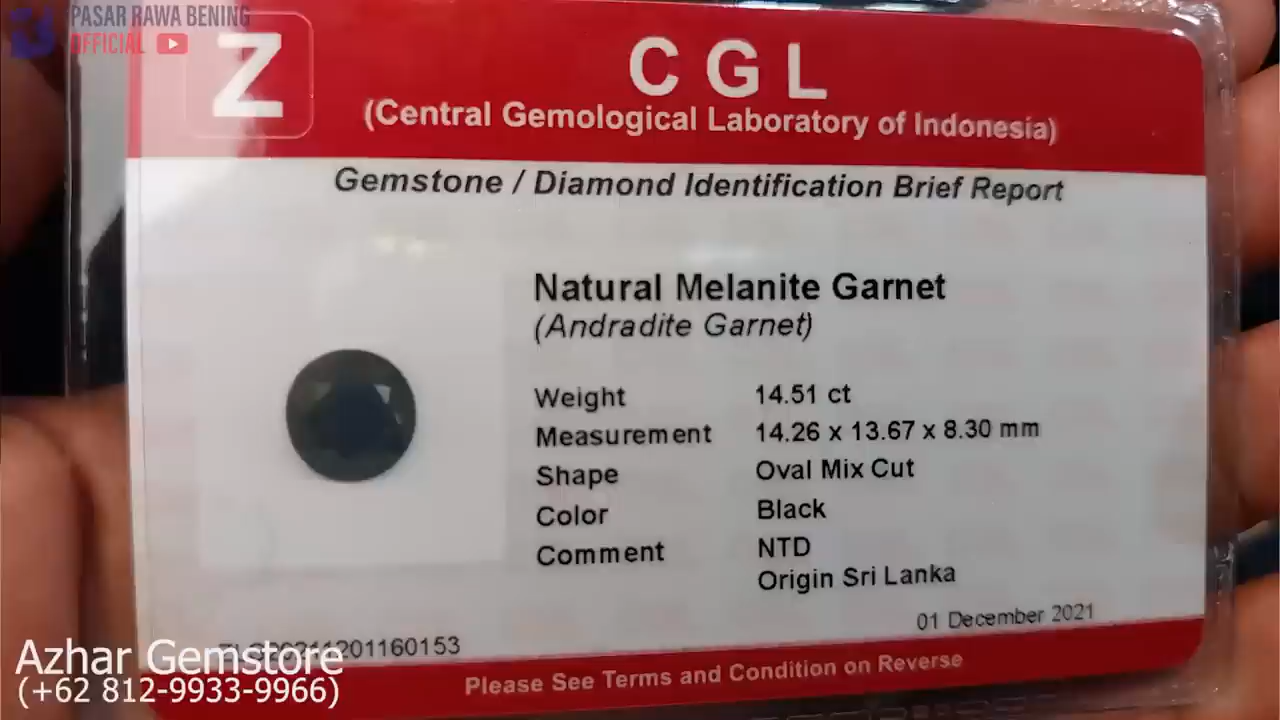 PASAR RAWA BENING
OFFICIAL
Z
C G L
(Central Gemological Laboratory of Indonesia)
Gemstone / Diamond Identification Brief Report
Natural Melanite Garnet
(Andradite Garnet)
Weight 14.51 ct
Measurement 14.26 x 13.67 x 8.30 mm
Shape Oval Mix Cut
Color Black
Comment NTD
Origin Sri Lanka
01 December 2021
Please See Terms and Condition on Reverse
Azhar Gemstore
(+62 812-9933-9966)